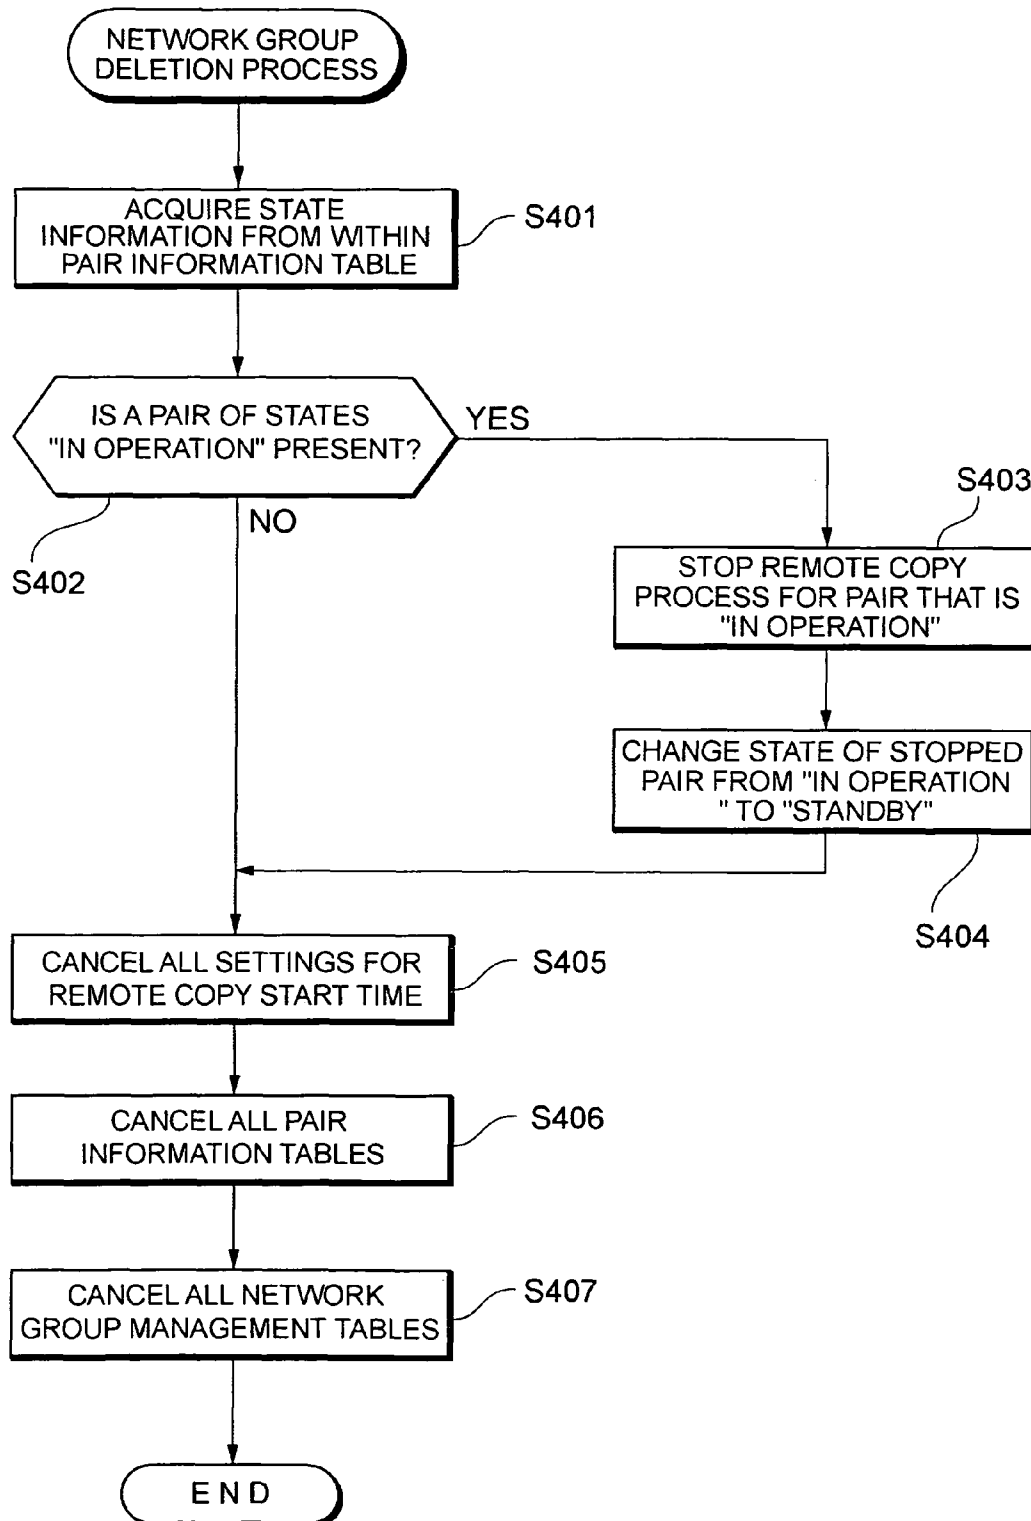 NETWORK GROUP
DELETION PROCESS
ACQUIRE STATE
INFORMATION FROM WITHIN
PAIR INFORMATION TABLE
S401
IS A PAIR OF STATES
"IN OPERATION" PRESENT?
YES
NO
S402
S403
STOP REMOTE COPY
PROCESS FOR PAIR THAT IS
"IN OPERATION"
CHANGE STATE OF STOPPED
PAIR FROM "IN OPERATION
" TO "STANDBY"
S404
CANCEL ALL SETTINGS FOR
REMOTE COPY START TIME
S405
CANCEL ALL PAIR
INFORMATION TABLES
S406
CANCEL ALL NETWORK
GROUP MANAGEMENT TABLES
S407
E N D